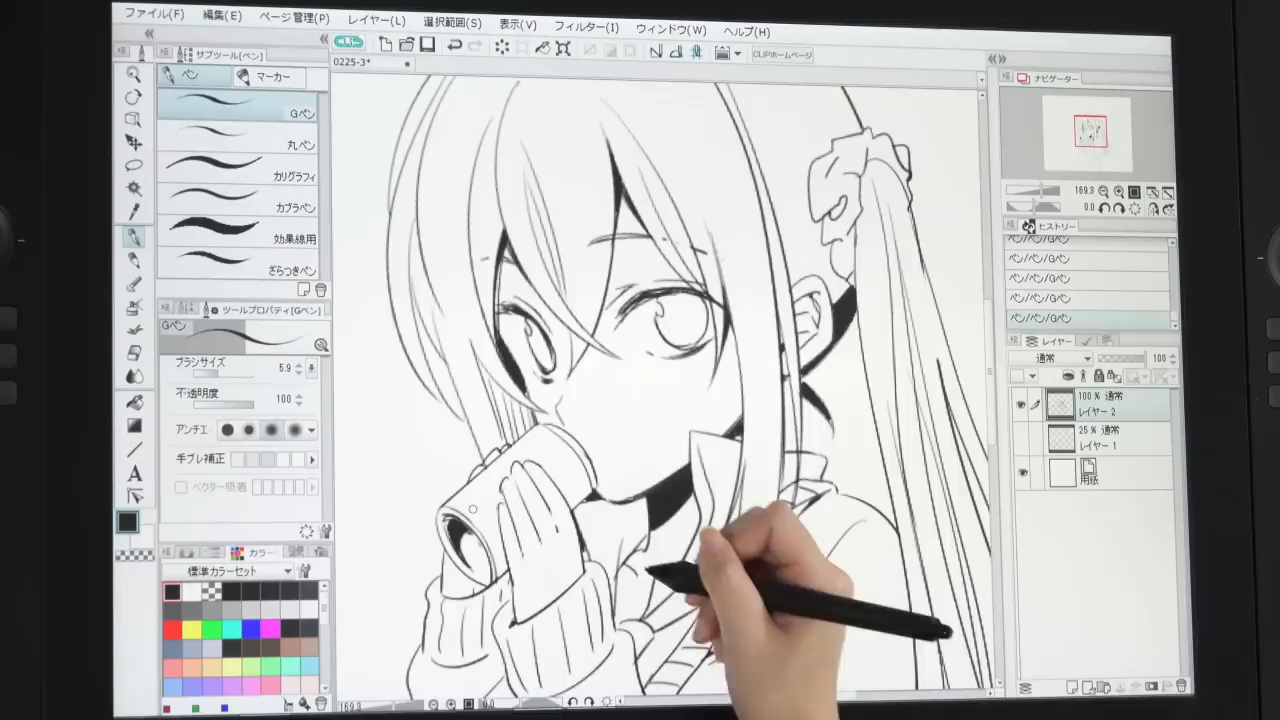 ファイル(F) 編集(E) ページ管理(P) レイヤー(L) 選択範囲(S) 表示(V) フィルター(I) ウィンドウ(W) ヘルプ(H)
サブツール[ペン]
CLIPホームページ
ペン マーカー
0225-3*
ナビゲーター
Gペン
丸ペン
カリグラフィ
カブラペン
効果線用
ざらつきペン
169.3
0.0
ヒストリー
ペン/ペン/Gペン
ペン/ペン/Gペン
ペン/ペン/Gペン
ペン/ペン/Gペン
ペン/ペン/Gペン
ツールプロパティ[Gペン]
Gペン
ブラシサイズ 5.9
不透明度 100
アンチエ
手ブレ補正
ベクター吸着
レイヤー
通常 100
100 % 通常
レイヤー 2
25 % 通常
レイヤー 1
用紙
カラー
標準カラーセット
169.3 0.0